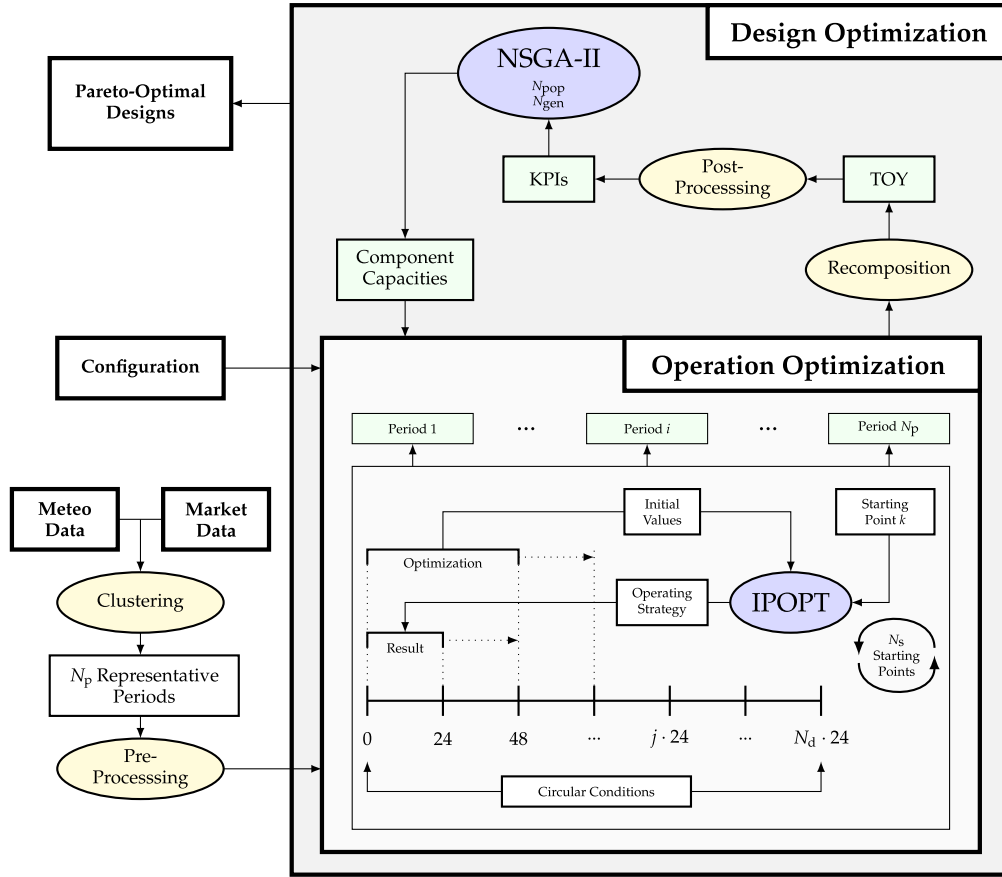 Design Optimization
NSGA-II
Npop
Ngen
Pareto-Optimal
Designs
KPIs
Post-
Processsing
TOY
Component
Capacities
Recomposition
Configuration
Operation Optimization
Period 1
...
Period i
...
Period Np
Meteo
Data
Market
Data
Initial
Values
Starting
Point k
Optimization
Clustering
Operating
Strategy
IPOPT
Result
Ns
Starting
Points
Np Representative
Periods
0 24 48 ... j · 24 ... Nd · 24
Pre-
Processsing
Circular Conditions